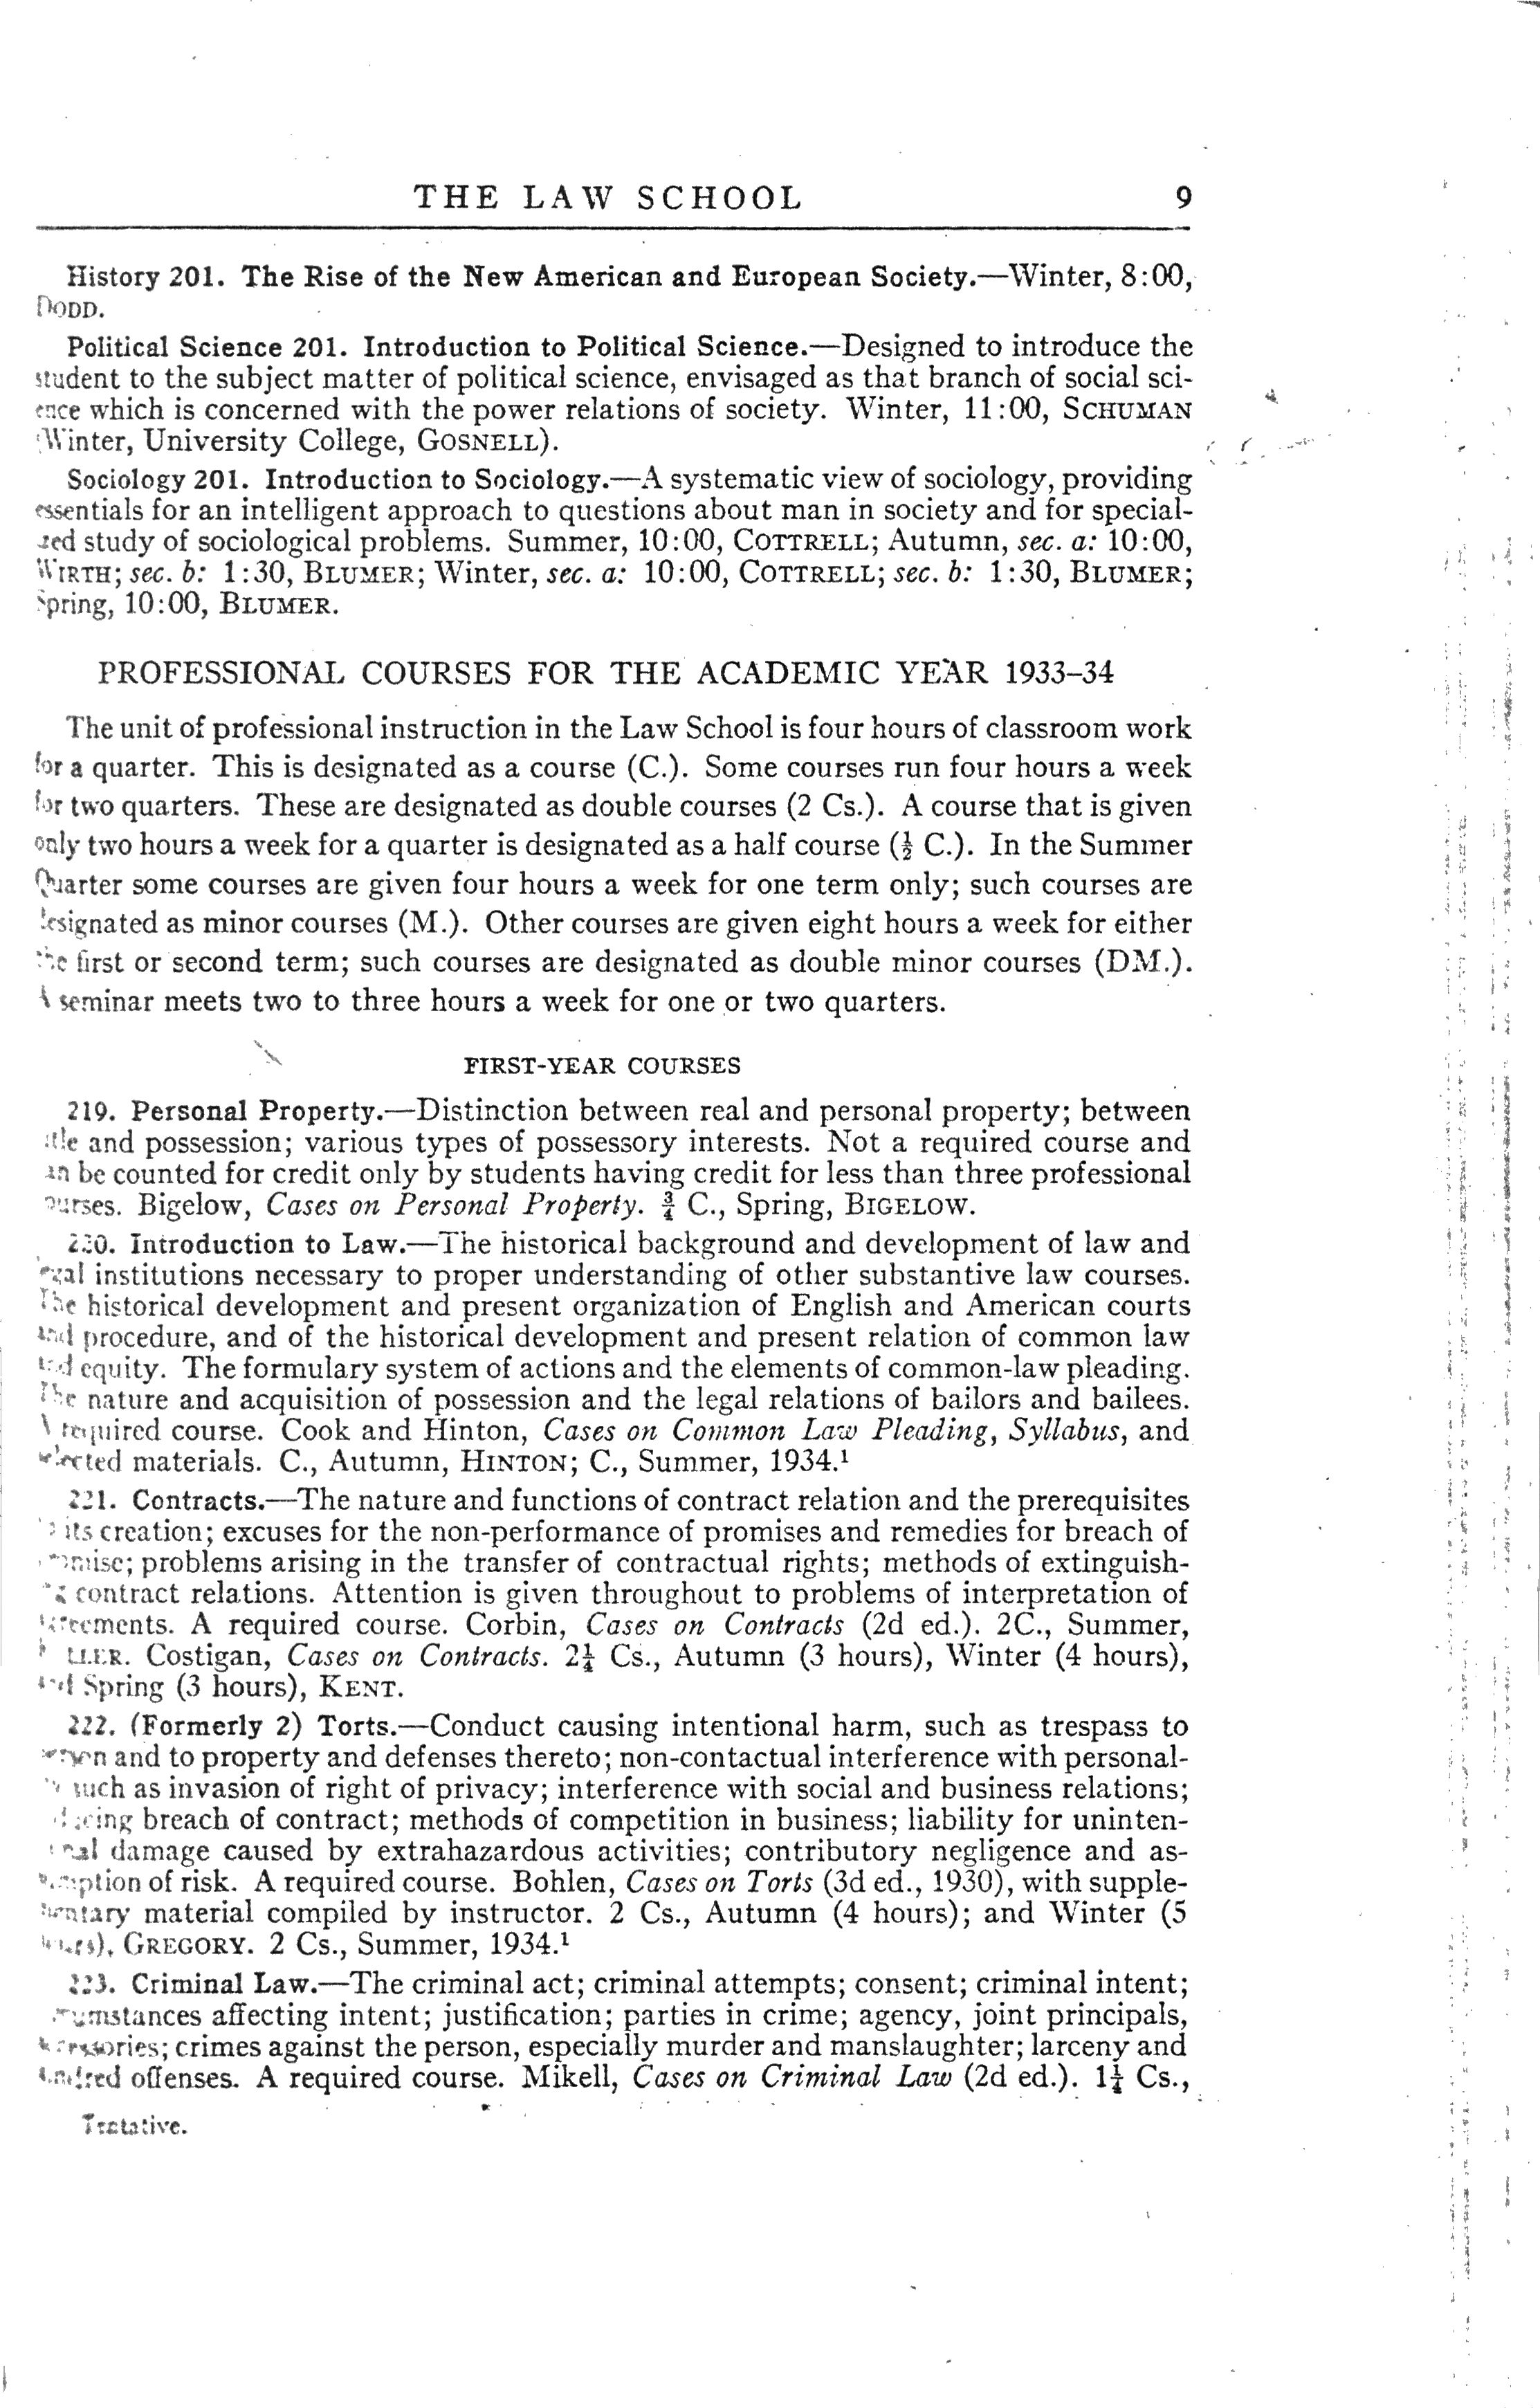 THE LAW SCHOOL 9
History 201. The Rise of the New American and European Society.—Winter, 8:00,
DODD.
Political Science 201. Introduction to Political Science.—Designed to introduce the
student to the subject matter of political science, envisaged as that branch of social sci-
ence which is concerned with the power relations of society. Winter, 11:00, SCHUMAN
(Winter, University College, GOSNELL).
Sociology 201. Introduction to Sociology.—A systematic view of sociology, providing
essentials for an intelligent approach to questions about man in society and for special-
ized study of sociological problems. Summer, 10:00, COTTRELL; Autumn, sec. a: 10:00,
WIRTH; sec. b: 1:30, BLUMER; Winter, sec. a: 10:00, COTTRELL; sec. b: 1:30, BLUMER;
Spring, 10:00, BLUMER.
PROFESSIONAL COURSES FOR THE ACADEMIC YEAR 1933–34
The unit of professional instruction in the Law School is four hours of classroom work
for a quarter. This is designated as a course (C.). Some courses run four hours a week
for two quarters. These are designated as double courses (2 Cs.). A course that is given
only two hours a week for a quarter is designated as a half course (½ C.). In the Summer
Quarter some courses are given four hours a week for one term only; such courses are
designated as minor courses (M.). Other courses are given eight hours a week for either
the first or second term; such courses are designated as double minor courses (DM.).
A seminar meets two to three hours a week for one or two quarters.
FIRST-YEAR COURSES
219. Personal Property.—Distinction between real and personal property; between
title and possession; various types of possessory interests. Not a required course and
can be counted for credit only by students having credit for less than three professional
courses. Bigelow, Cases on Personal Property. ¾ C., Spring, BIGELOW.
220. Introduction to Law.—The historical background and development of law and
legal institutions necessary to proper understanding of other substantive law courses.
The historical development and present organization of English and American courts
and procedure, and of the historical development and present relation of common law
and equity. The formulary system of actions and the elements of common-law pleading.
The nature and acquisition of possession and the legal relations of bailors and bailees.
A required course. Cook and Hinton, Cases on Common Law Pleading, Syllabus, and
selected materials. C., Autumn, HINTON; C., Summer, 1934.¹
221. Contracts.—The nature and functions of contract relation and the prerequisites
to its creation; excuses for the non-performance of promises and remedies for breach of
promise; problems arising in the transfer of contractual rights; methods of extinguish-
ing contract relations. Attention is given throughout to problems of interpretation of
agreements. A required course. Corbin, Cases on Contracts (2d ed.). 2C., Summer,
Costigan, Cases on Contracts. 2¼ Cs., Autumn (3 hours), Winter (4 hours),
and Spring (3 hours), KENT.
222. (Formerly 2) Torts.—Conduct causing intentional harm, such as trespass to
person and to property and defenses thereto; non-contactual interference with personal-
ity such as invasion of right of privacy; interference with social and business relations;
inducing breach of contract; methods of competition in business; liability for uninten-
tional damage caused by extrahazardous activities; contributory negligence and as-
sumption of risk. A required course. Bohlen, Cases on Torts (3d ed., 1930), with supple-
mentary material compiled by instructor. 2 Cs., Autumn (4 hours); and Winter (5
hours), GREGORY. 2 Cs., Summer, 1934.¹
223. Criminal Law.—The criminal act; criminal attempts; consent; criminal intent;
circumstances affecting intent; justification; parties in crime; agency, joint principals,
accessories; crimes against the person, especially murder and manslaughter; larceny and
kindred offenses. A required course. Mikell, Cases on Criminal Law (2d ed.). 1¼ Cs.,
Tentative.